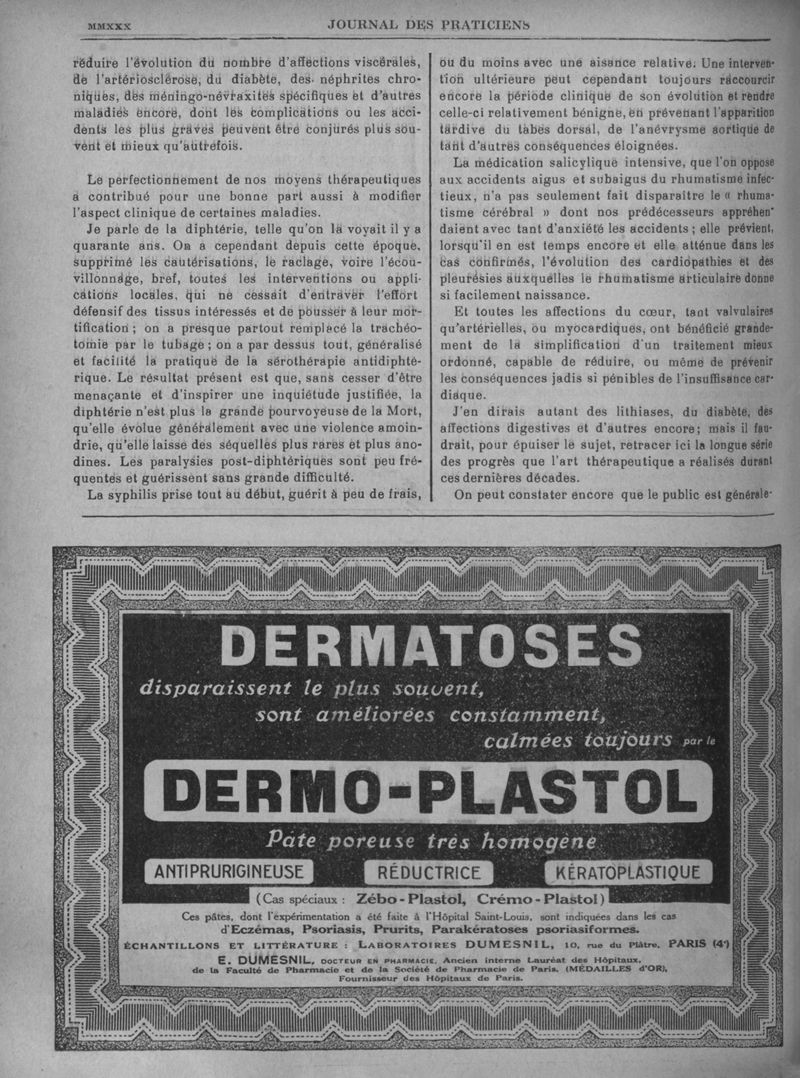 MMXXX
JOURNAL DES PRATICIENS
réduire l'évolution du nombre d'affections viscérales,
de l'artériosclérose, du diabète, des néphrites chro-
niques, des méningo-névraxites spécifiques et d'autres
maladies encore, dont les complications ou les acci-
dents les plus graves peuvent être conjurés plus sou-
vent et mieux qu'autrefois.
Le perfectionnement de nos moyens thérapeutiques
a contribué pour une bonne part aussi à modifier
l'aspect clinique de certaines maladies.
Je parle de la diphtérie, telle qu'on la voyait il y a
quarante ans. On a cependant depuis cette époque,
supprimé les cautérisations, le raclage, voire l'écou-
villonnage, bref, toutes les interventions ou appli-
cations locales, qui ne cessait d'entraver l'effort
défensif des tissus intéressés et de pousser à leur mor-
tification ; on a presque partout remplacé la trachéo-
tomie par le tubage ; on a par dessus tout, généralisé
et facilité la pratique de la sérothérapie antidiphté-
rique. Le résultat présent est que, sans cesser d'être
menaçante et d'inspirer une inquiétude justifiée, la
diphtérie n'est plus la grande pourvoyeuse de la Mort,
qu'elle évolue généralement avec une violence amoin-
drie, qu'elle laisse des séquelles plus rares et plus ano-
dines. Les paralysies post-diphtériques sont peu fré-
quentes et guérissent sans grande difficulté.
La syphilis prise tout au début, guérit à peu de frais,
ou du moins avec une aisance relative. Une interven-
tion ultérieure peut cependant toujours raccourcir
encore la période clinique de son évolution et rendre
celle-ci relativement bénigne, en prévenant l'apparition
tardive du tabes dorsal, de l'anévrysme aortique de
tant d'autres conséquences éloignées.
La médication salicylique intensive, que l'on oppose
aux accidents aigus et subaigus du rhumatisme infec-
tieux, n'a pas seulement fait disparaître le « rhuma-
tisme cérébral » dont nos prédécesseurs appréhen-
daient avec tant d'anxiété les accidents ; elle prévient,
lorsqu'il en est temps encore et elle atténue dans les
cas confirmés, l'évolution des cardiopathies et des
pleurésies auxquelles le rhumatisme articulaire donne
si facilement naissance.
Et toutes les affections du cœur, tant valvulaires
qu'artérielles, ou myocardiques, ont bénéficié grande-
ment de la simplification d'un traitement mieux
ordonné, capable de réduire, ou même de prévenir
les conséquences jadis si pénibles de l'insuffisance car-
diaque.
J'en dirais autant des lithiases, du diabète, des
affections digestives et d'autres encore; mais il fau-
drait, pour épuiser le sujet, retracer ici la longue série
des progrès que l'art thérapeutique a réalisés durant
ces dernières décades.
On peut constater encore que le public est générale-
DERMATOSES
disparaissent le plus souvent,
sont améliorées constamment,
calmées toujours par le
DERMO-PLASTOL
Pâte poreuse très homogène
ANTIPRURIGINEUSE RÉDUCTRICE KÉRATOPLASTIQUE
(Cas spéciaux : Zébo-Plastol, Crémo-Plastol)
Ces pâtes, dont l'expérimentation a été faite à l'Hôpital Saint-Louis, sont indiquées dans les cas
d'Eczémas, Psoriasis, Prurits, Parakératoses psoriasiformes.
ÉCHANTILLONS ET LITTÉRATURE : LABORATOIRES DUMESNIL, 10, rue du Plâtre, PARIS (4e)
E. DUMESNIL, DOCTEUR EN PHARMACIE, Ancien interne Lauréat des Hôpitaux,
de la Faculté de Pharmacie et de la Société de Pharmacie de Paris. (MÉDAILLES d'OR),
Fournisseur des Hôpitaux de Paris.